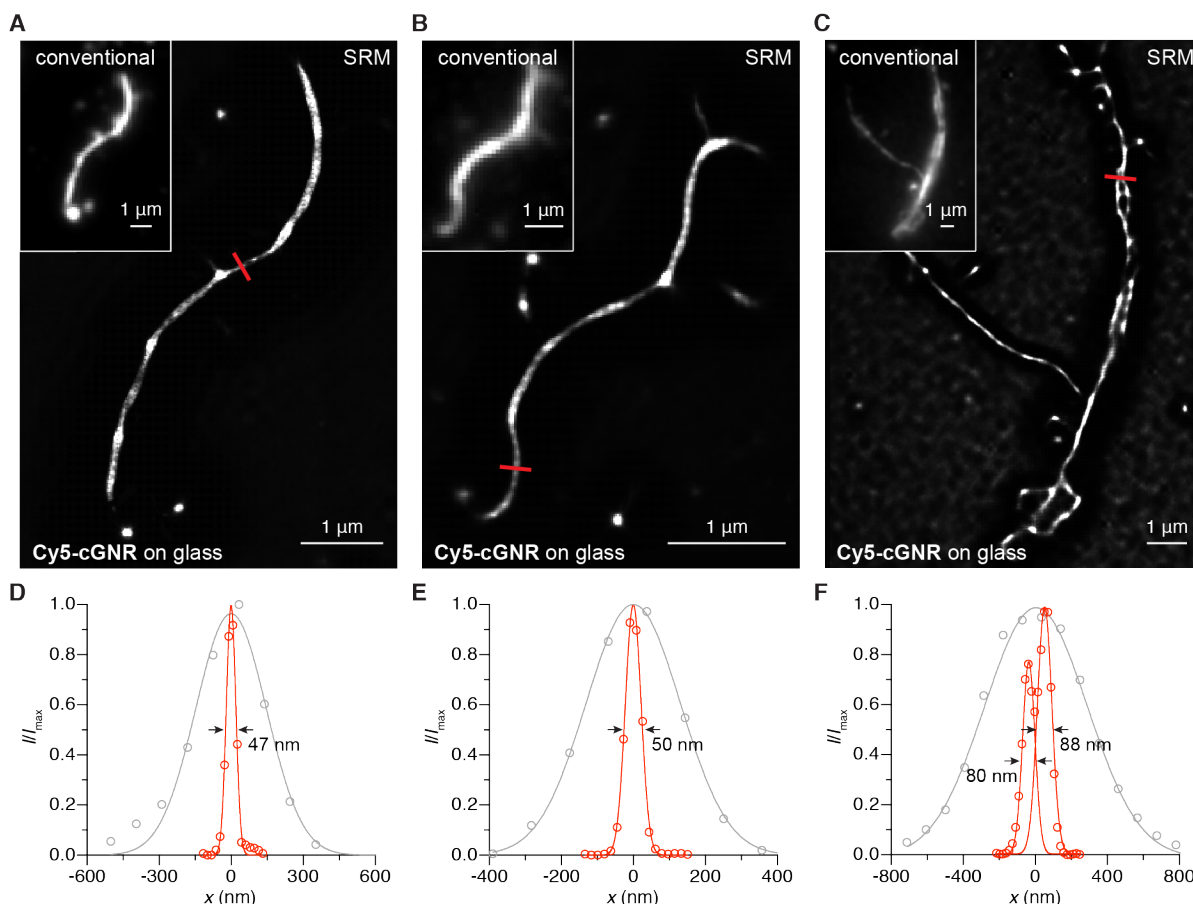 A
conventional
SRM
1 μm
1 μm
Cy5-cGNR on glass
B
conventional
SRM
1 μm
1 μm
Cy5-cGNR on glass
C
conventional
SRM
1 μm
1 μm
Cy5-cGNR on glass
D
1.0
0.8
0.6
0.4
0.2
0.0
I/Imax
47 nm
-600 -300 0 300 600
x (nm)
E
1.0
0.8
0.6
0.4
0.2
0.0
I/Imax
50 nm
-400 -200 0 200 400
x (nm)
F
1.0
0.8
0.6
0.4
0.2
0.0
I/Imax
88 nm
80 nm
-800 -400 0 400 800
x (nm)